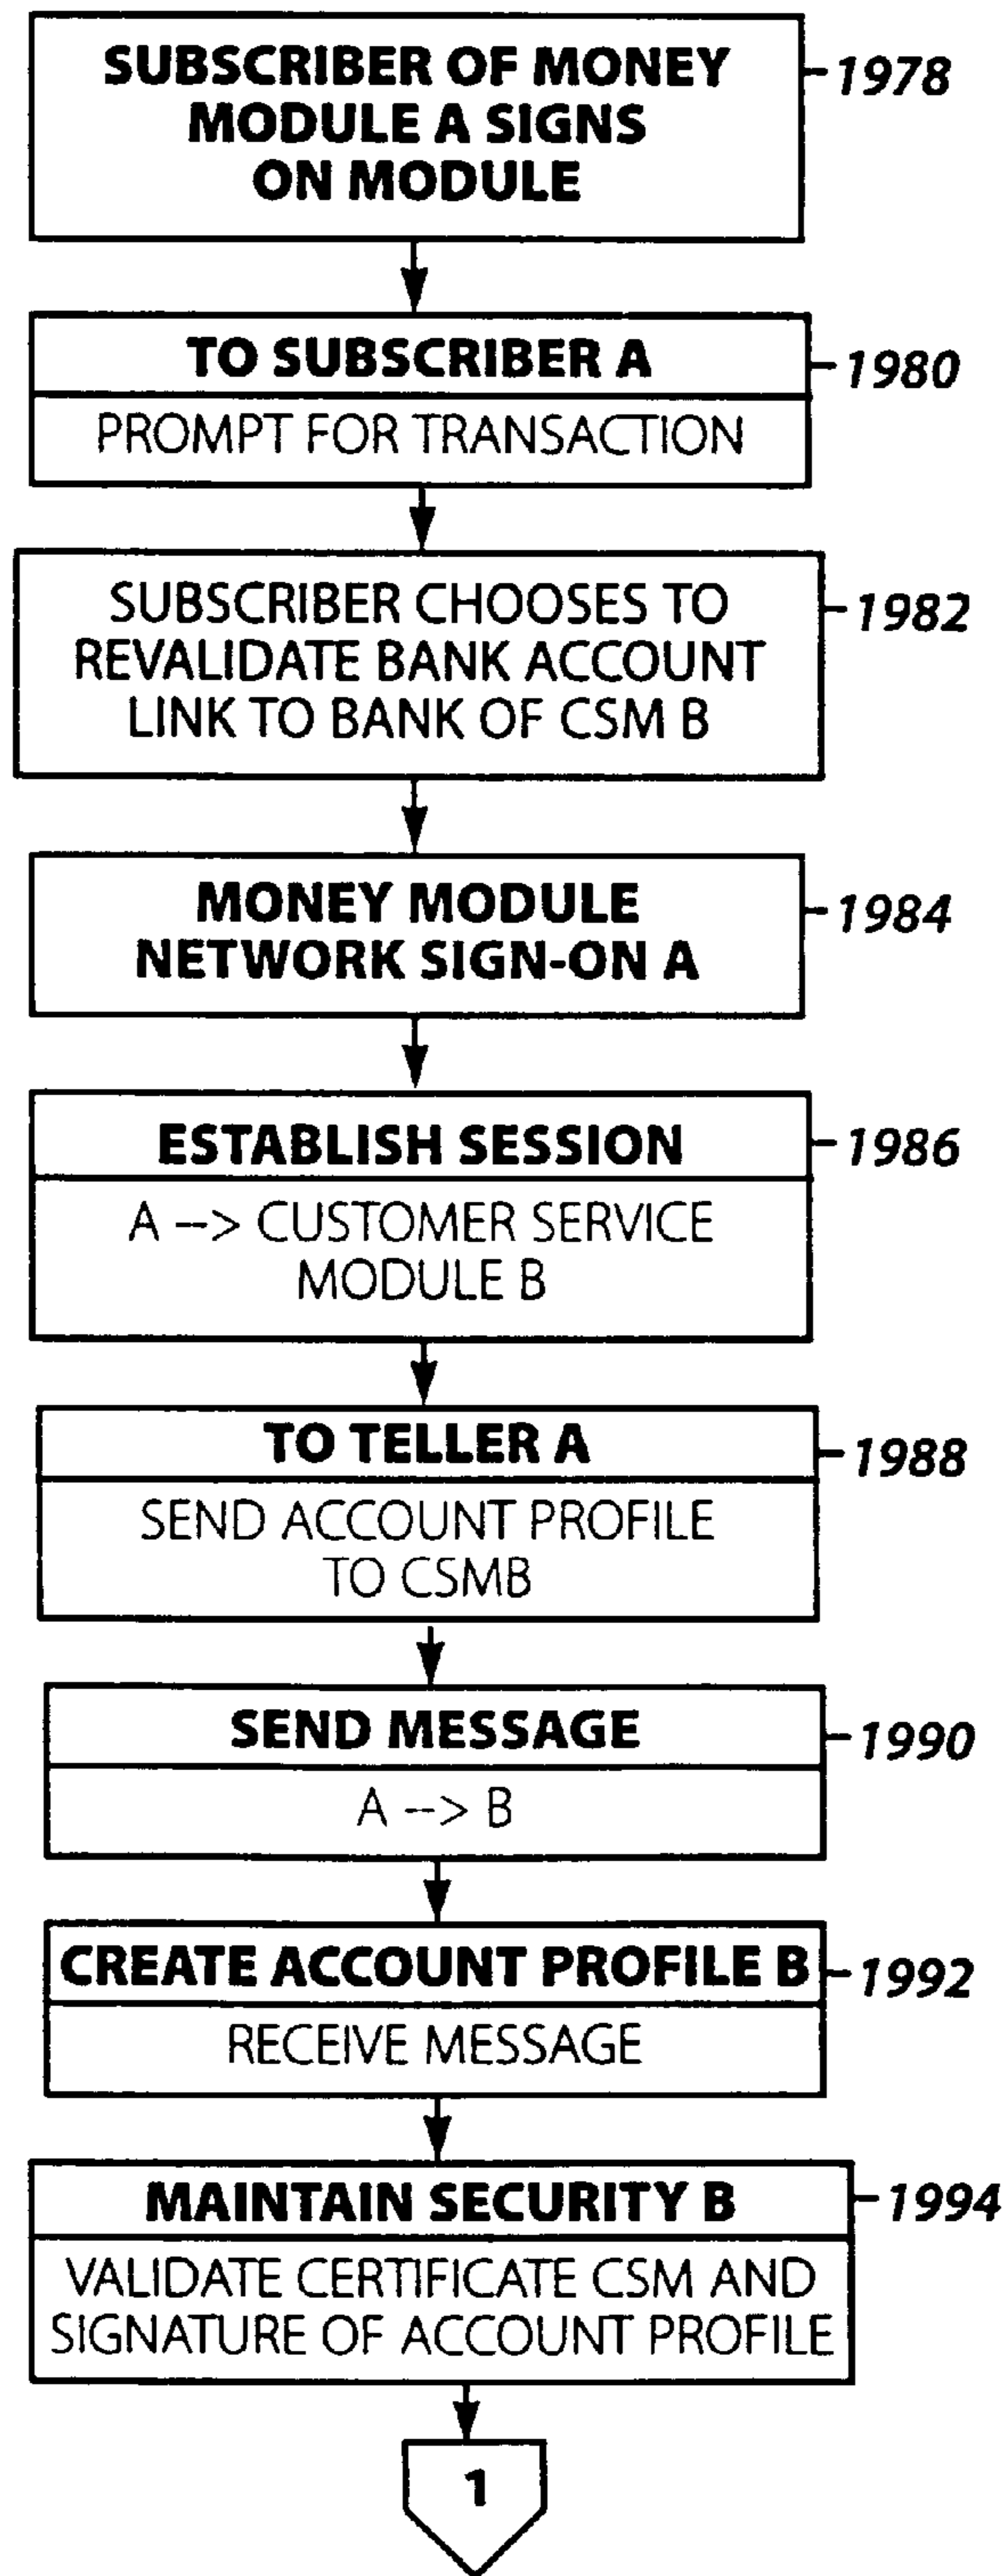 SUBSCRIBER OF MONEY
MODULE A SIGNS
ON MODULE
1978
TO SUBSCRIBER A
1980
PROMPT FOR TRANSACTION
SUBSCRIBER CHOOSES TO
REVALIDATE BANK ACCOUNT
LINK TO BANK OF CSM B
1982
MONEY MODULE
NETWORK SIGN-ON A
1984
ESTABLISH SESSION
1986
A --> CUSTOMER SERVICE
MODULE B
TO TELLER A
1988
SEND ACCOUNT PROFILE
TO CSMB
SEND MESSAGE
1990
A --> B
CREATE ACCOUNT PROFILE B
1992
RECEIVE MESSAGE
MAINTAIN SECURITY B
1994
VALIDATE CERTIFICATE CSM AND
SIGNATURE OF ACCOUNT PROFILE
1